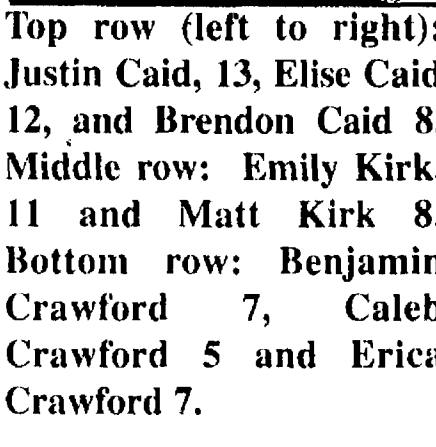 Top row (left to right):
Justin Caid, 13, Elise Caid
12, and Brendon Caid 8.
Middle row: Emily Kirk,
11 and Matt Kirk 8.
Bottom row: Benjamin
Crawford 7, Caleb
Crawford 5 and Erica
Crawford 7.